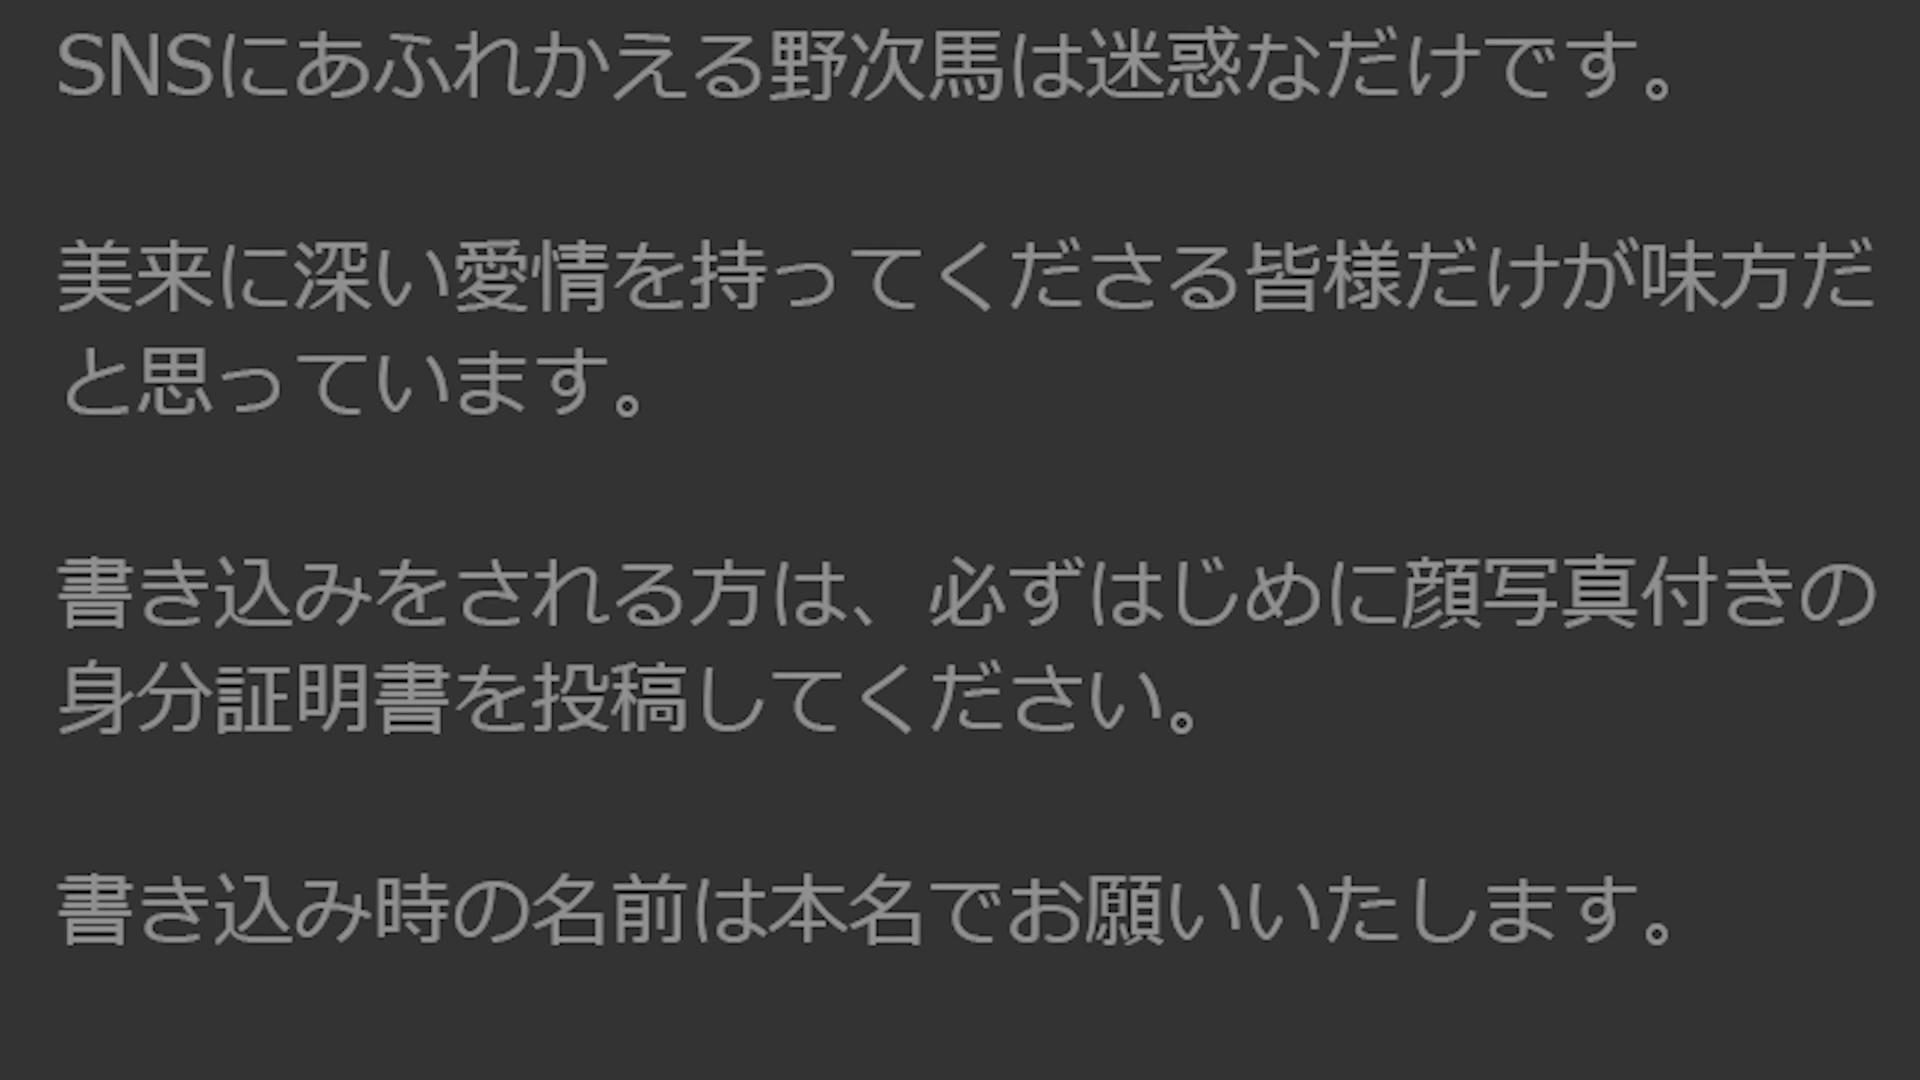 SNSにあふれかえる野次馬は迷惑なだけです。
美来に深い愛情を持ってくださる皆様だけが味方だ
と思っています。
書き込みをされる方は、必ずはじめに顔写真付きの
身分証明書を投稿してください。
書き込み時の名前は本名でお願いいたします。